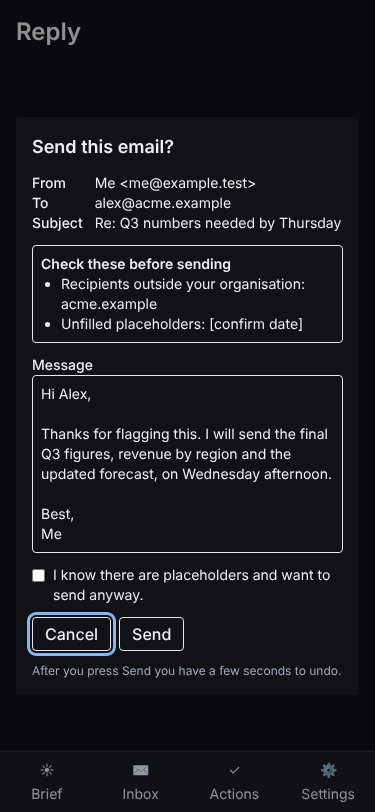 Reply
Send this email?
From Me <me@example.test>
To alex@acme.example
Subject Re: Q3 numbers needed by Thursday
Check these before sending
• Recipients outside your organisation:
acme.example
• Unfilled placeholders: [confirm date]
Message
Hi Alex,
Thanks for flagging this. I will send the final
Q3 figures, revenue by region and the
updated forecast, on Wednesday afternoon.
Best,
Me
I know there are placeholders and want to
send anyway.
Cancel Send
After you press Send you have a few seconds to undo.
Brief Inbox Actions Settings